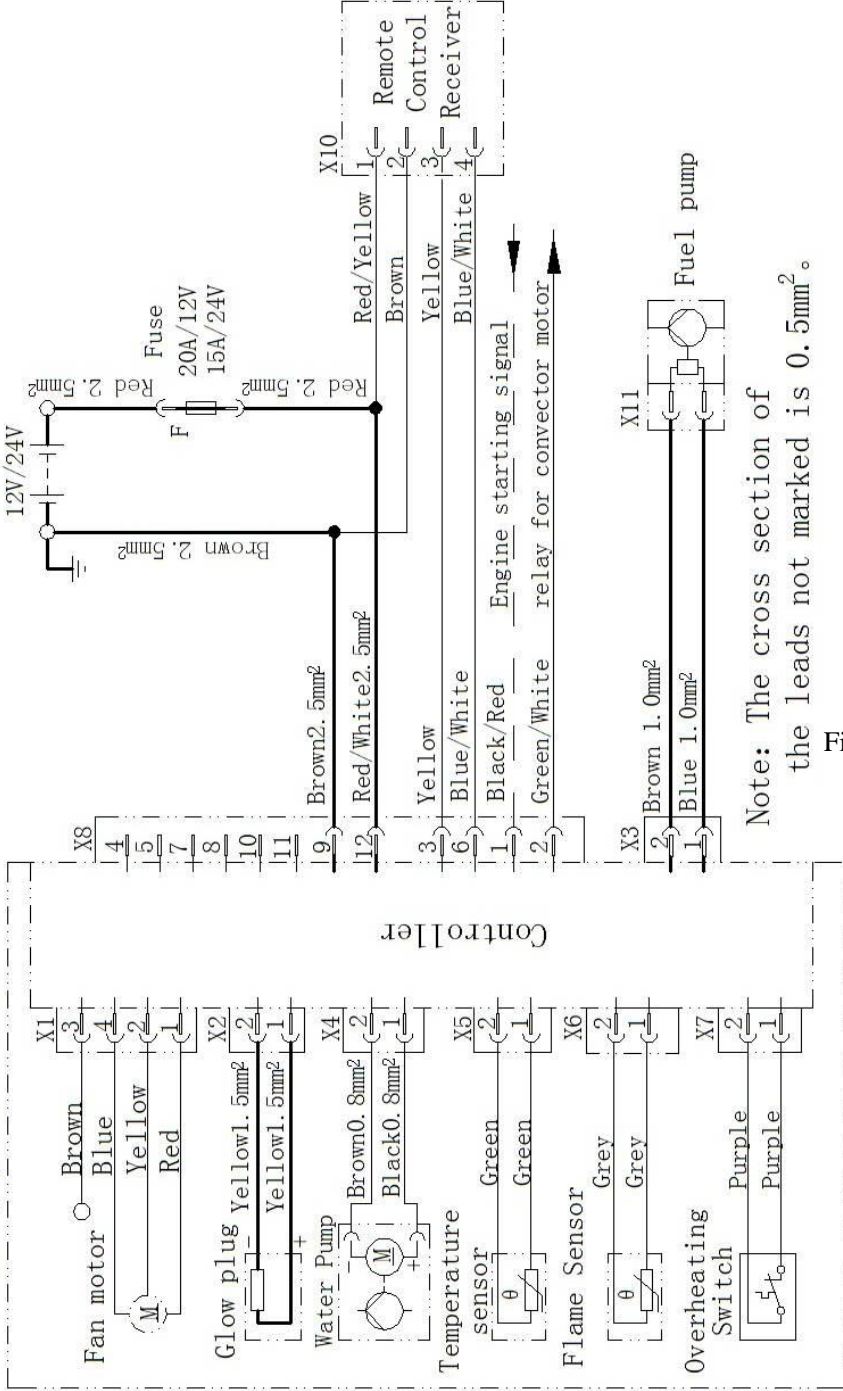 12V/24V
Red 2.5mm²
Fuse
20A/12V
15A/24V
F
Red 2.5mm²
Brown 2.5mm²
X10
1
2
3
4
Remote
Control
Receiver
Red/Yellow
Brown
Yellow
Blue/White
Engine starting signal
relay for convector motor
X11
Fuel pump
X8
4
5
7
8
10
11
9
12
3
6
1
2
Brown2.5mm²
Red/White2.5mm²
Yellow
Blue/White
Black/Red
Green/White
X3
2
1
Brown 1.0mm²
Blue 1.0mm²
Note: The cross section of
the leads not marked is 0.5mm²。
Fi
Controller
X1
3
4
2
1
Brown
Blue
Yellow
Red
Fan motor
M
X2
2
1
Yellow1.5mm²
Yellow1.5mm²
Glow plug
-
+
X4
2
1
Brown0.8mm²
Black0.8mm²
Water Pump
-
M
+
X5
2
1
Green
Green
Temperature
sensor
θ
X6
2
1
Grey
Grey
Flame Sensor
θ
X7
2
1
Purple
Purple
Overheating
Switch